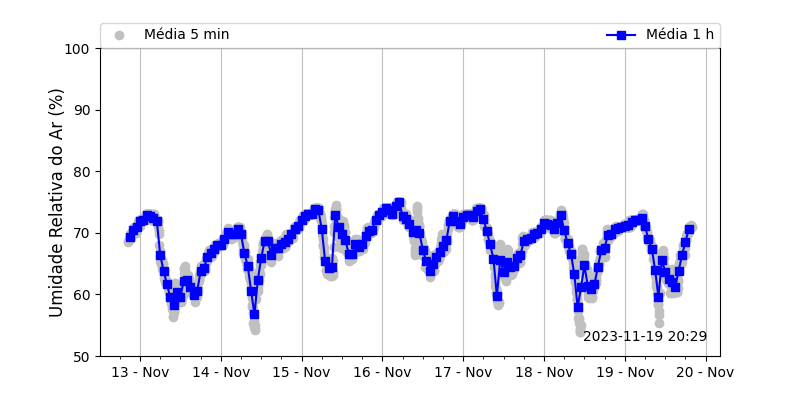 Média 5 min
Média 1 h
Umidade Relativa do Ar (%)
100
90
80
70
60
50
2023-11-19 20:29
13 - Nov
14 - Nov
15 - Nov
16 - Nov
17 - Nov
18 - Nov
19 - Nov
20 - Nov